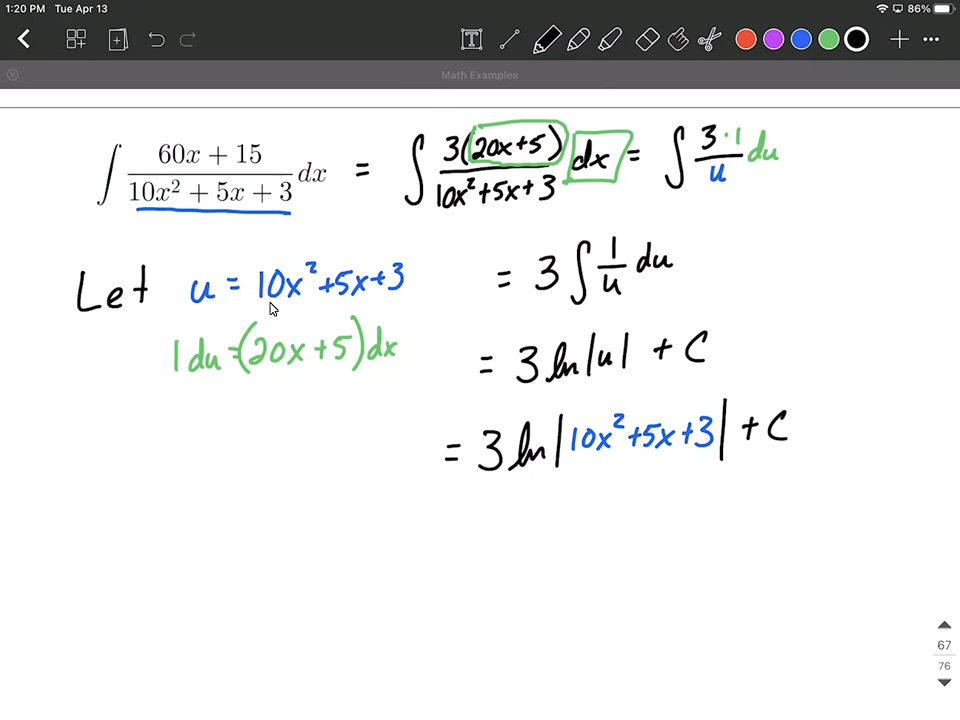 1:20 PM Tue Apr 13 86%
Math Examples
∫ (60x + 15)/(10x² + 5x + 3) dx = ∫ 3(20x+5)/(10x²+5x+3) dx = ∫ (3·1)/u du
Let u = 10x²+5x+3 = 3 ∫ 1/u du
1 du = (20x+5) dx = 3 ln|u| + C
= 3 ln|10x²+5x+3| + C
67
76